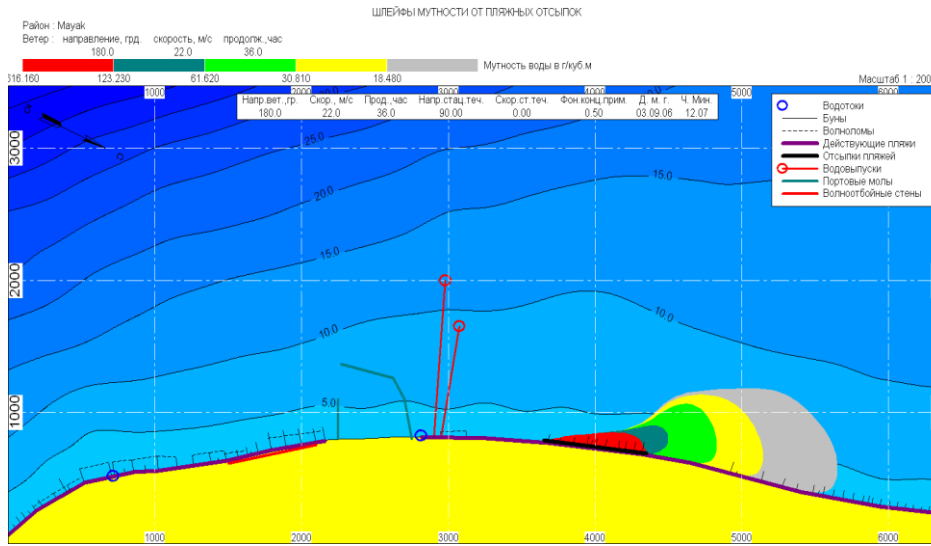 ШЛЕЙФЫ МУТНОСТИ ОТ ПЛЯЖНЫХ ОТСЫПОК
Район : Mayak
Ветер : направление, грд. скорость, м/с продолж.,час
180.0 22.0 36.0
Мутность воды в г/куб.м
316.160 123.230 61.620 30.810 18.480
Масштаб 1 : 200
1000 2000 3000 4000 5000 6000
Напр.вет.,гр. Скор., м/с Прод.,час Напр.стац.теч. Скор.ст.теч. Фон.конц.прим. Д. м. г. Ч. Мин.
180.0 22.0 36.0 90.00 0.00 0.50 03.09.06 12.07
Водотоки
Буны
Волноломы
Действующие пляжи
Отсыпки пляжей
Водовыпуски
Портовые молы
Волноотбойные стены
С
Ю
3000
25.0
20.0
15.0
15.0
2000
10.0
10.0
1000
5.0
1000 2000 3000 4000 5000 6000